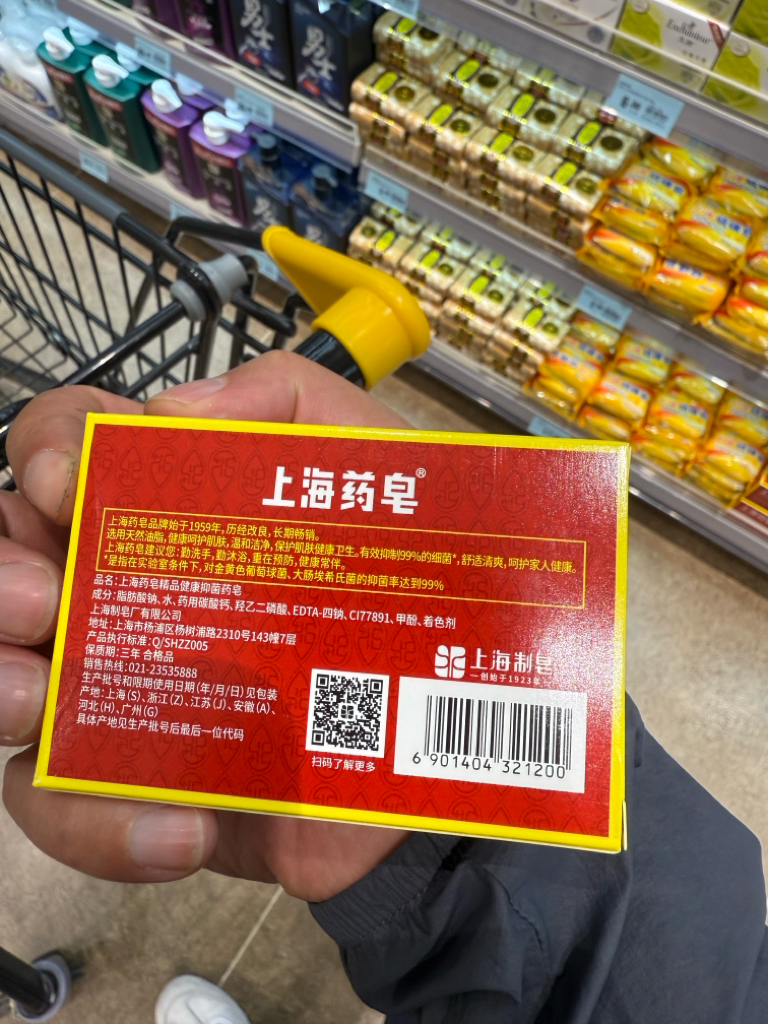 男士
男士
上海药皂®
上海药皂品牌始于1959年，历经改良，长期畅销。
选用天然油脂，健康呵护肌肤，温和洁净，保护肌肤健康卫生。有效抑制99%的细菌*，舒适清爽，呵护家人健康。
上海药皂建议您：勤洗手，勤沐浴，重在预防，健康常伴。
*是指在实验室条件下，对金黄色葡萄球菌、大肠埃希氏菌的抑菌率达到99%
品名：上海药皂精品健康抑菌药皂
成分：脂肪酸钠、水、药用碳酸钙、羟乙二磷酸、EDTA-四钠、CI77891、甲酚、着色剂
上海制皂厂有限公司
地址：上海市杨浦区杨树浦路2310号143幢7层
产品执行标准：Q/SHZZ005
保质期：三年 合格品
销售热线：021-23535888
生产批号和限期使用日期（年/月/日）见包装
产地：上海（S）、浙江（Z）、江苏（J）、安徽（A）、
河北（H）、广州（G）
具体产地见生产批号后最后一位代码
扫码了解更多
上海制皂
一创始于1923年一
6 901404 321200